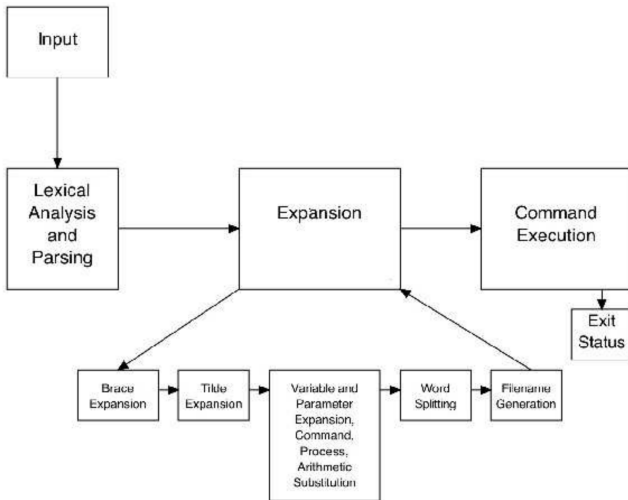 Input
Lexical
Analysis
and
Parsing
Expansion
Command
Execution
Exit
Status
Brace
Expansion
Tilde
Expansion
Variable and
Parameter
Expansion,
Command,
Process,
Arithmetic
Substitution
Word
Splitting
Filename
Generation